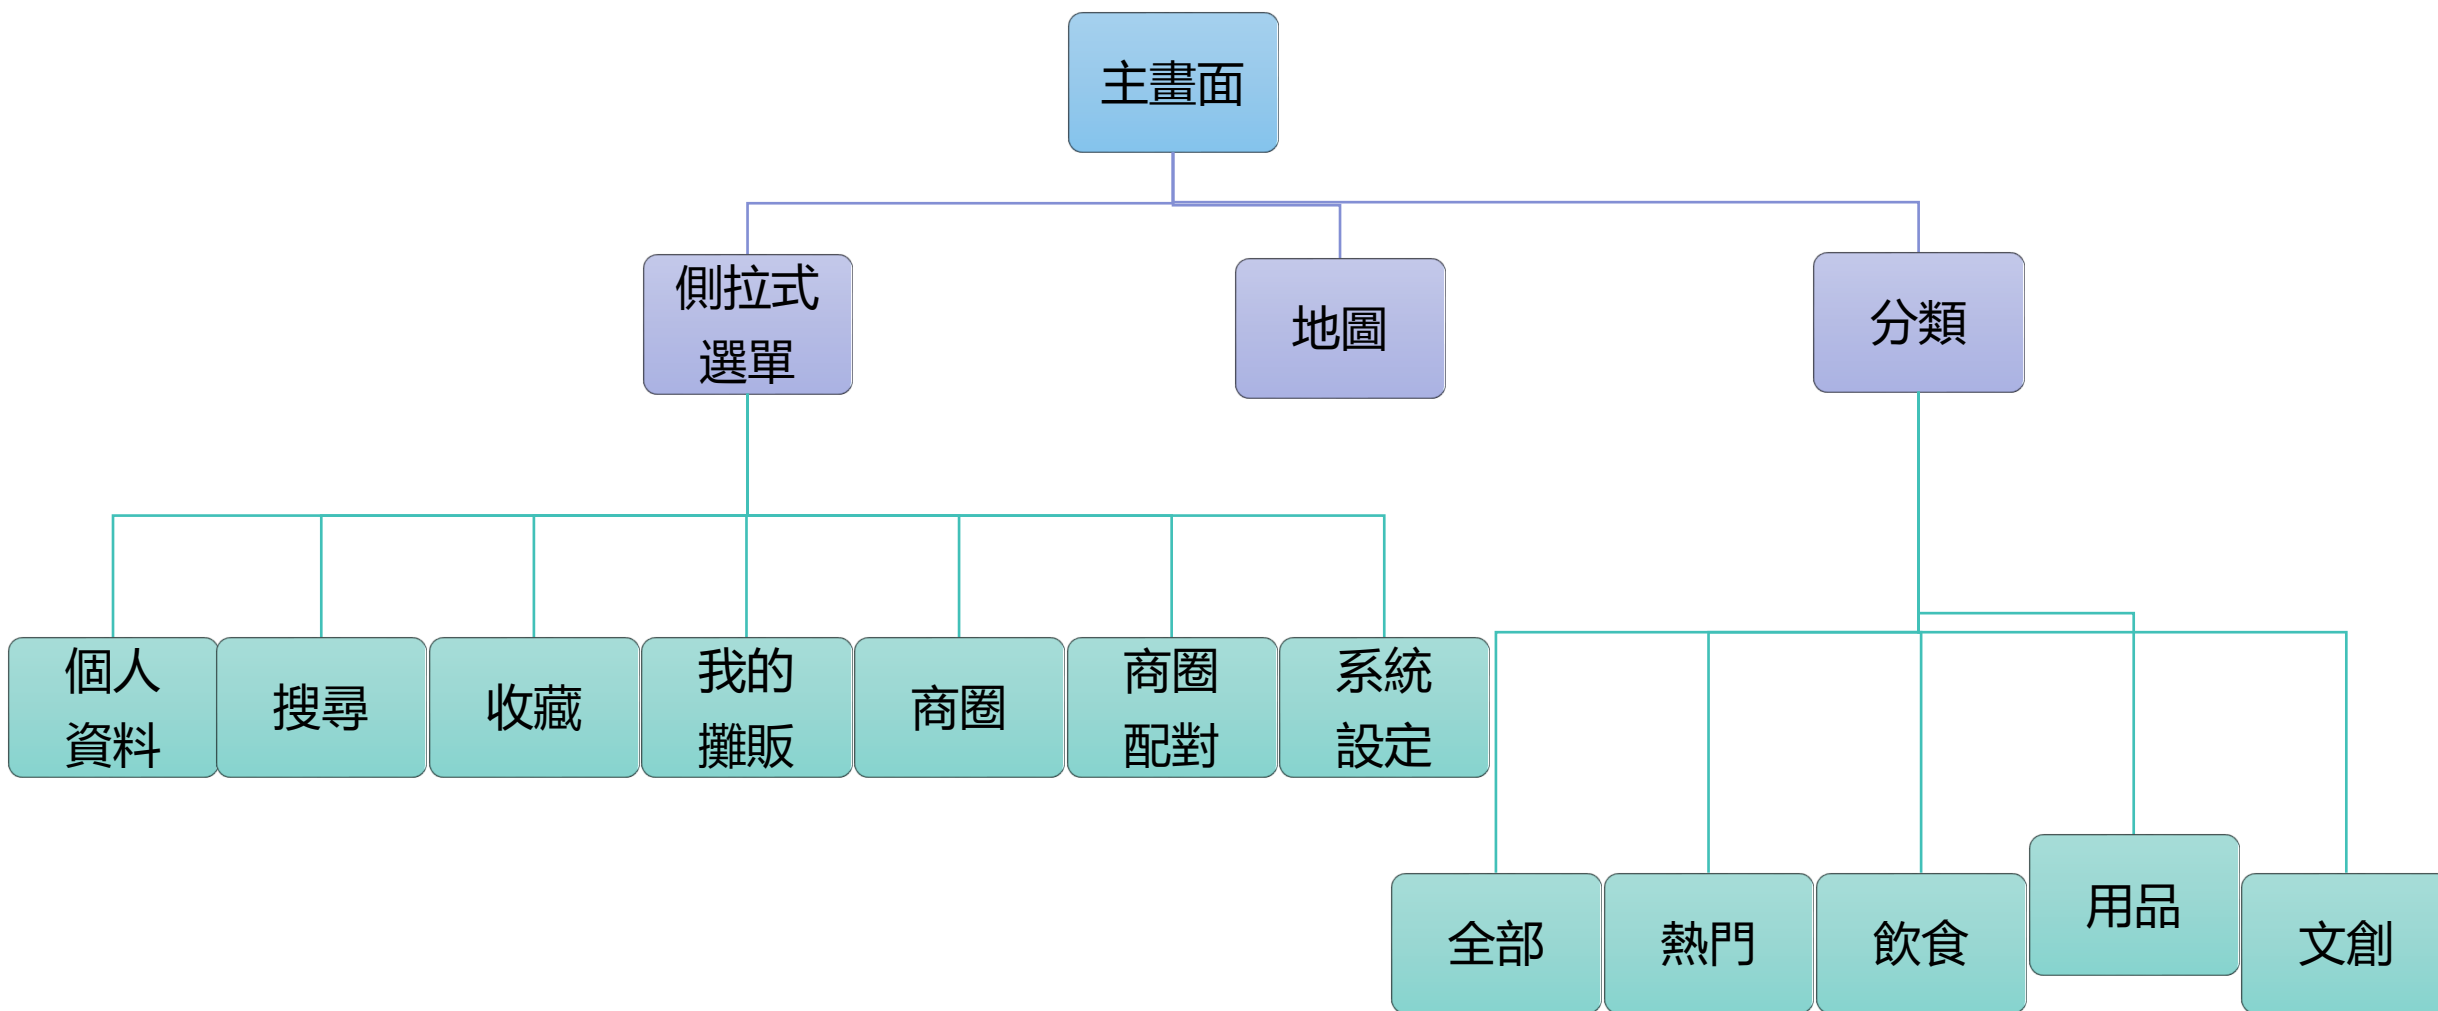 主畫面
側拉式
選單
地圖
分類
個人
資料
搜尋
收藏
我的
攤販
商圈
商圈
配對
系統
設定
全部
熱門
飲食
用品
文創